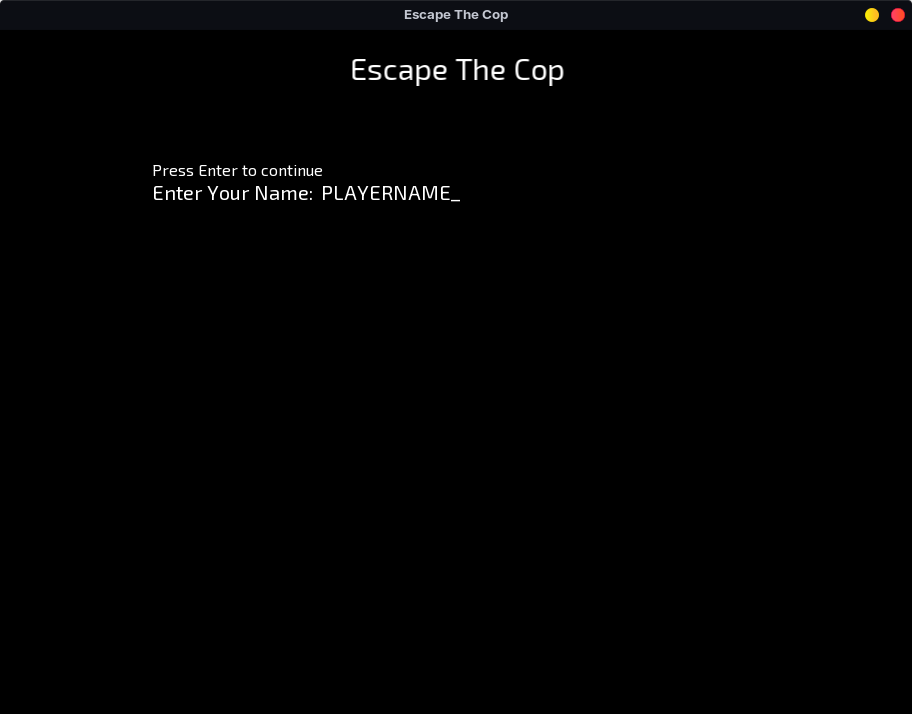 Escape The Cop
Escape The Cop
Press Enter to continue
Enter Your Name: PLAYERNAME_